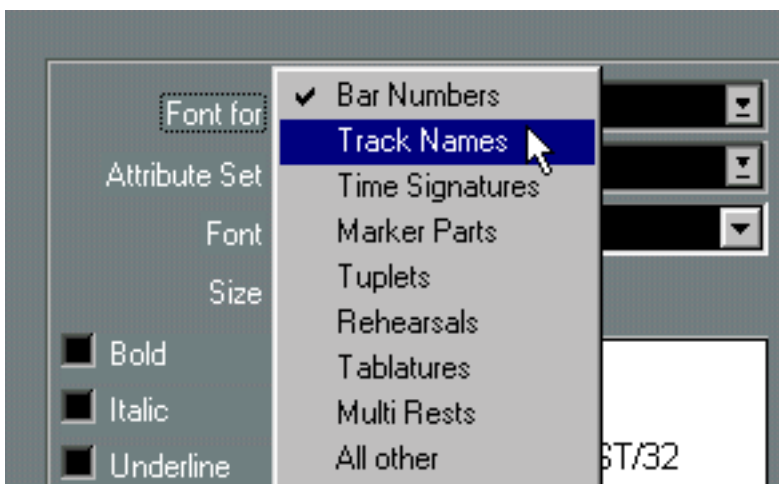 Font for
Bar Numbers
Track Names
Attribute Set
Time Signatures
Font
Marker Parts
Size
Tuplets
Rehearsals
Bold
Tablatures
Italic
Multi Rests
Underline
All other
ST/32